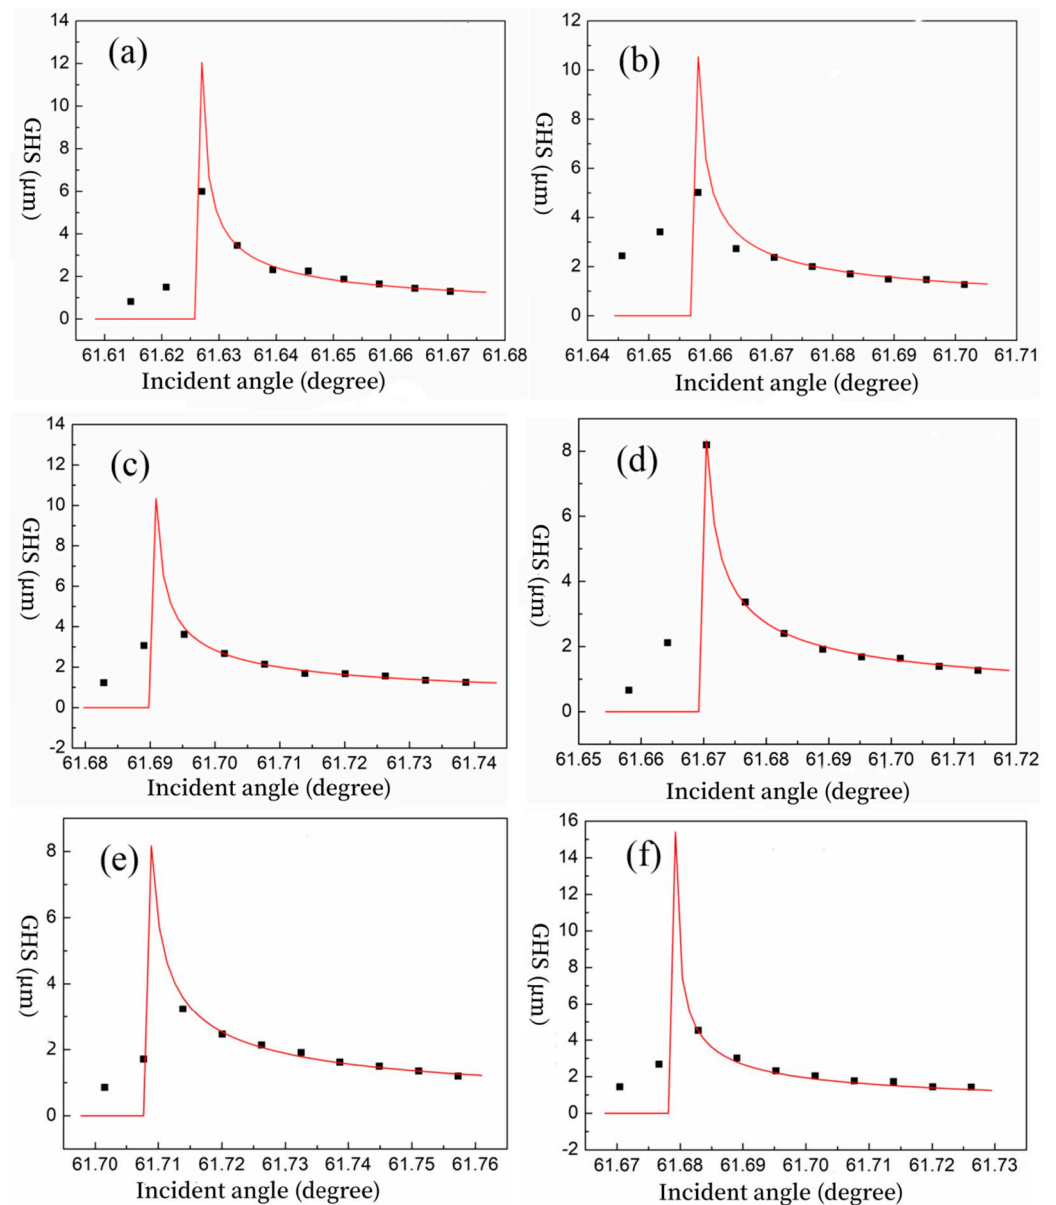 (a)
14
12
10
8
6
4
2
0
GHS (μm)
61.61 61.62 61.63 61.64 61.65 61.66 61.67 61.68
Incident angle (degree)
(b)
12
10
8
6
4
2
0
GHS (μm)
61.64 61.65 61.66 61.67 61.68 61.69 61.70 61.71
Incident angle (degree)
(c)
14
12
10
8
6
4
2
0
-2
GHS (μm)
61.68 61.69 61.70 61.71 61.72 61.73 61.74
Incident angle (degree)
(d)
8
6
4
2
0
GHS (μm)
61.65 61.66 61.67 61.68 61.69 61.70 61.71 61.72
Incident angle (degree)
(e)
8
6
4
2
0
GHS (μm)
61.70 61.71 61.72 61.73 61.74 61.75 61.76
Incident angle (degree)
(f)
16
14
12
10
8
6
4
2
0
-2
GHS (μm)
61.67 61.68 61.69 61.70 61.71 61.72 61.73
Incident angle (degree)